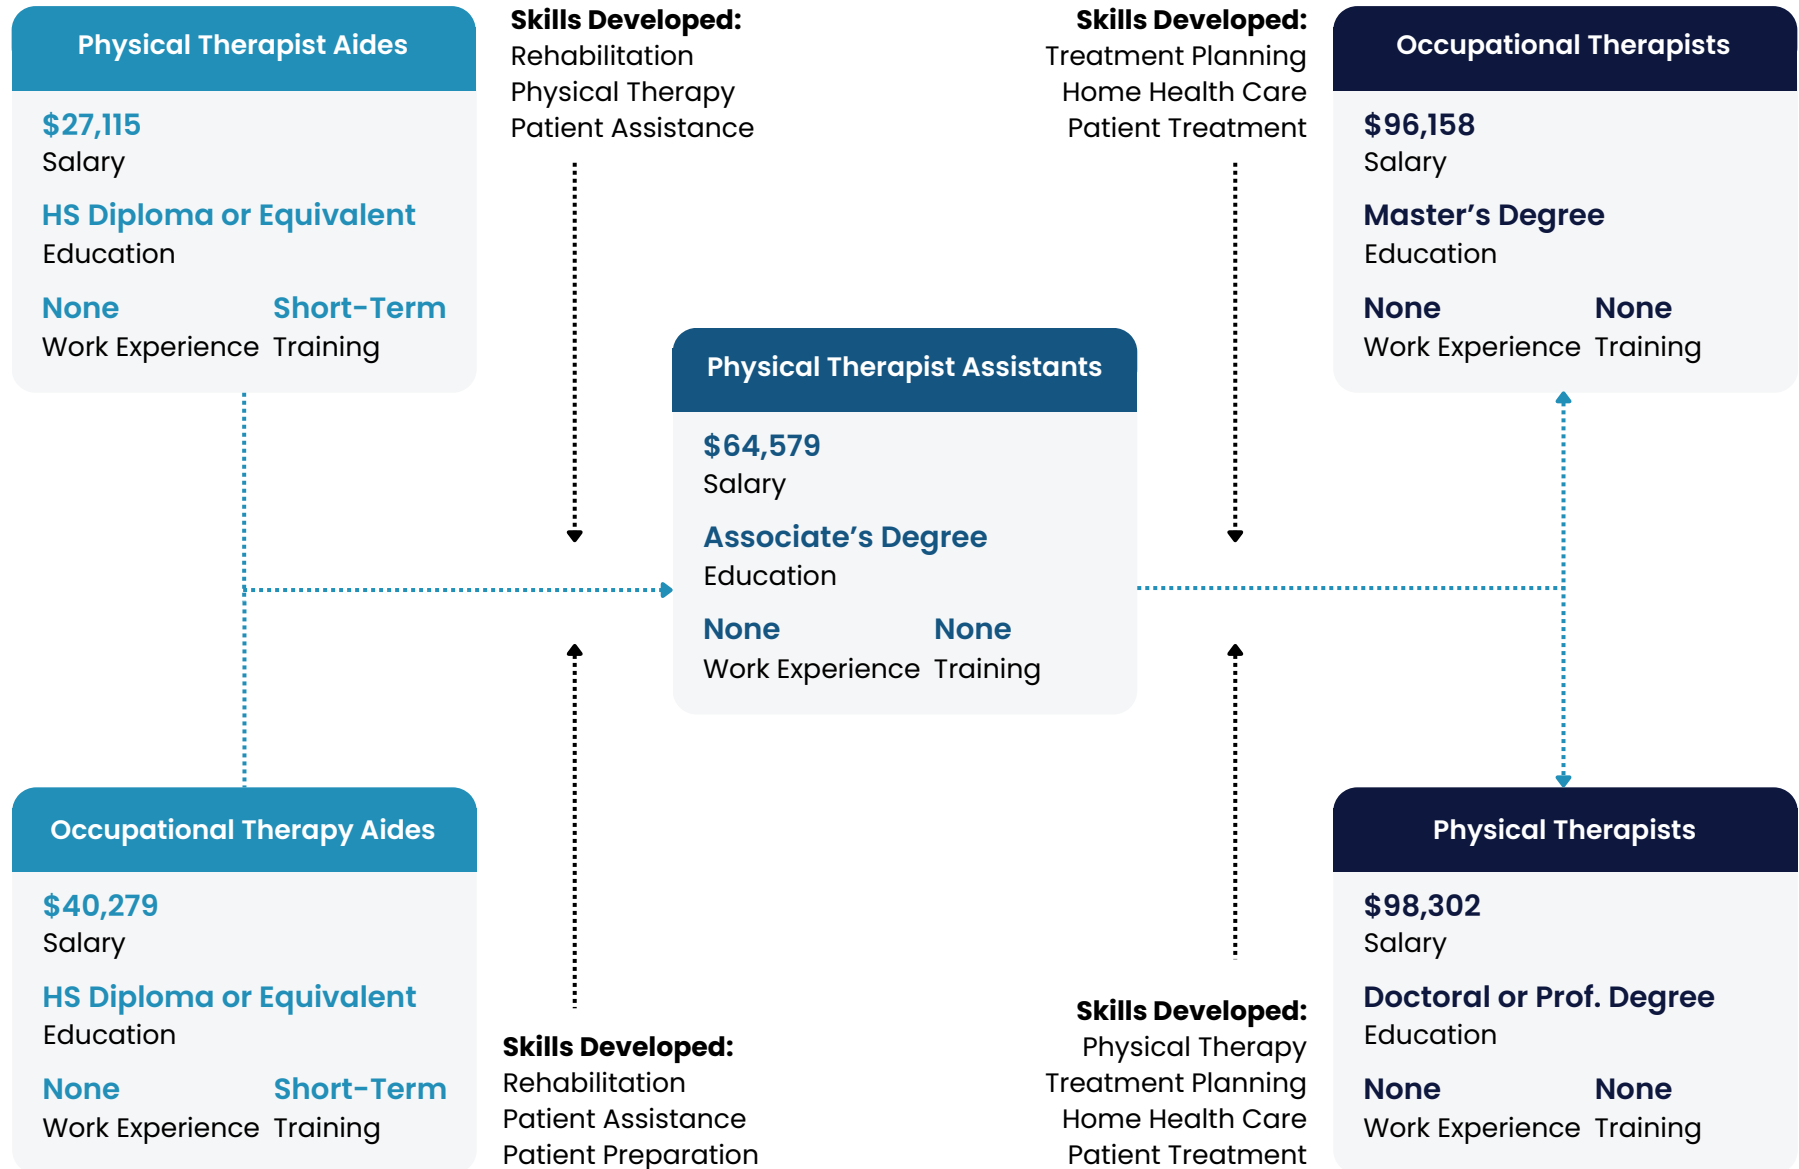 Physical Therapist Aides
$27,115
Salary
HS Diploma or Equivalent
Education
None Short-Term
Work Experience Training
Skills Developed:
Rehabilitation
Physical Therapy
Patient Assistance
Skills Developed:
Treatment Planning
Home Health Care
Patient Treatment
Occupational Therapists
$96,158
Salary
Master’s Degree
Education
None None
Work Experience Training
Physical Therapist Assistants
$64,579
Salary
Associate’s Degree
Education
None None
Work Experience Training
Occupational Therapy Aides
$40,279
Salary
HS Diploma or Equivalent
Education
None Short-Term
Work Experience Training
Skills Developed:
Rehabilitation
Patient Assistance
Patient Preparation
Skills Developed:
Physical Therapy
Treatment Planning
Home Health Care
Patient Treatment
Physical Therapists
$98,302
Salary
Doctoral or Prof. Degree
Education
None None
Work Experience Training